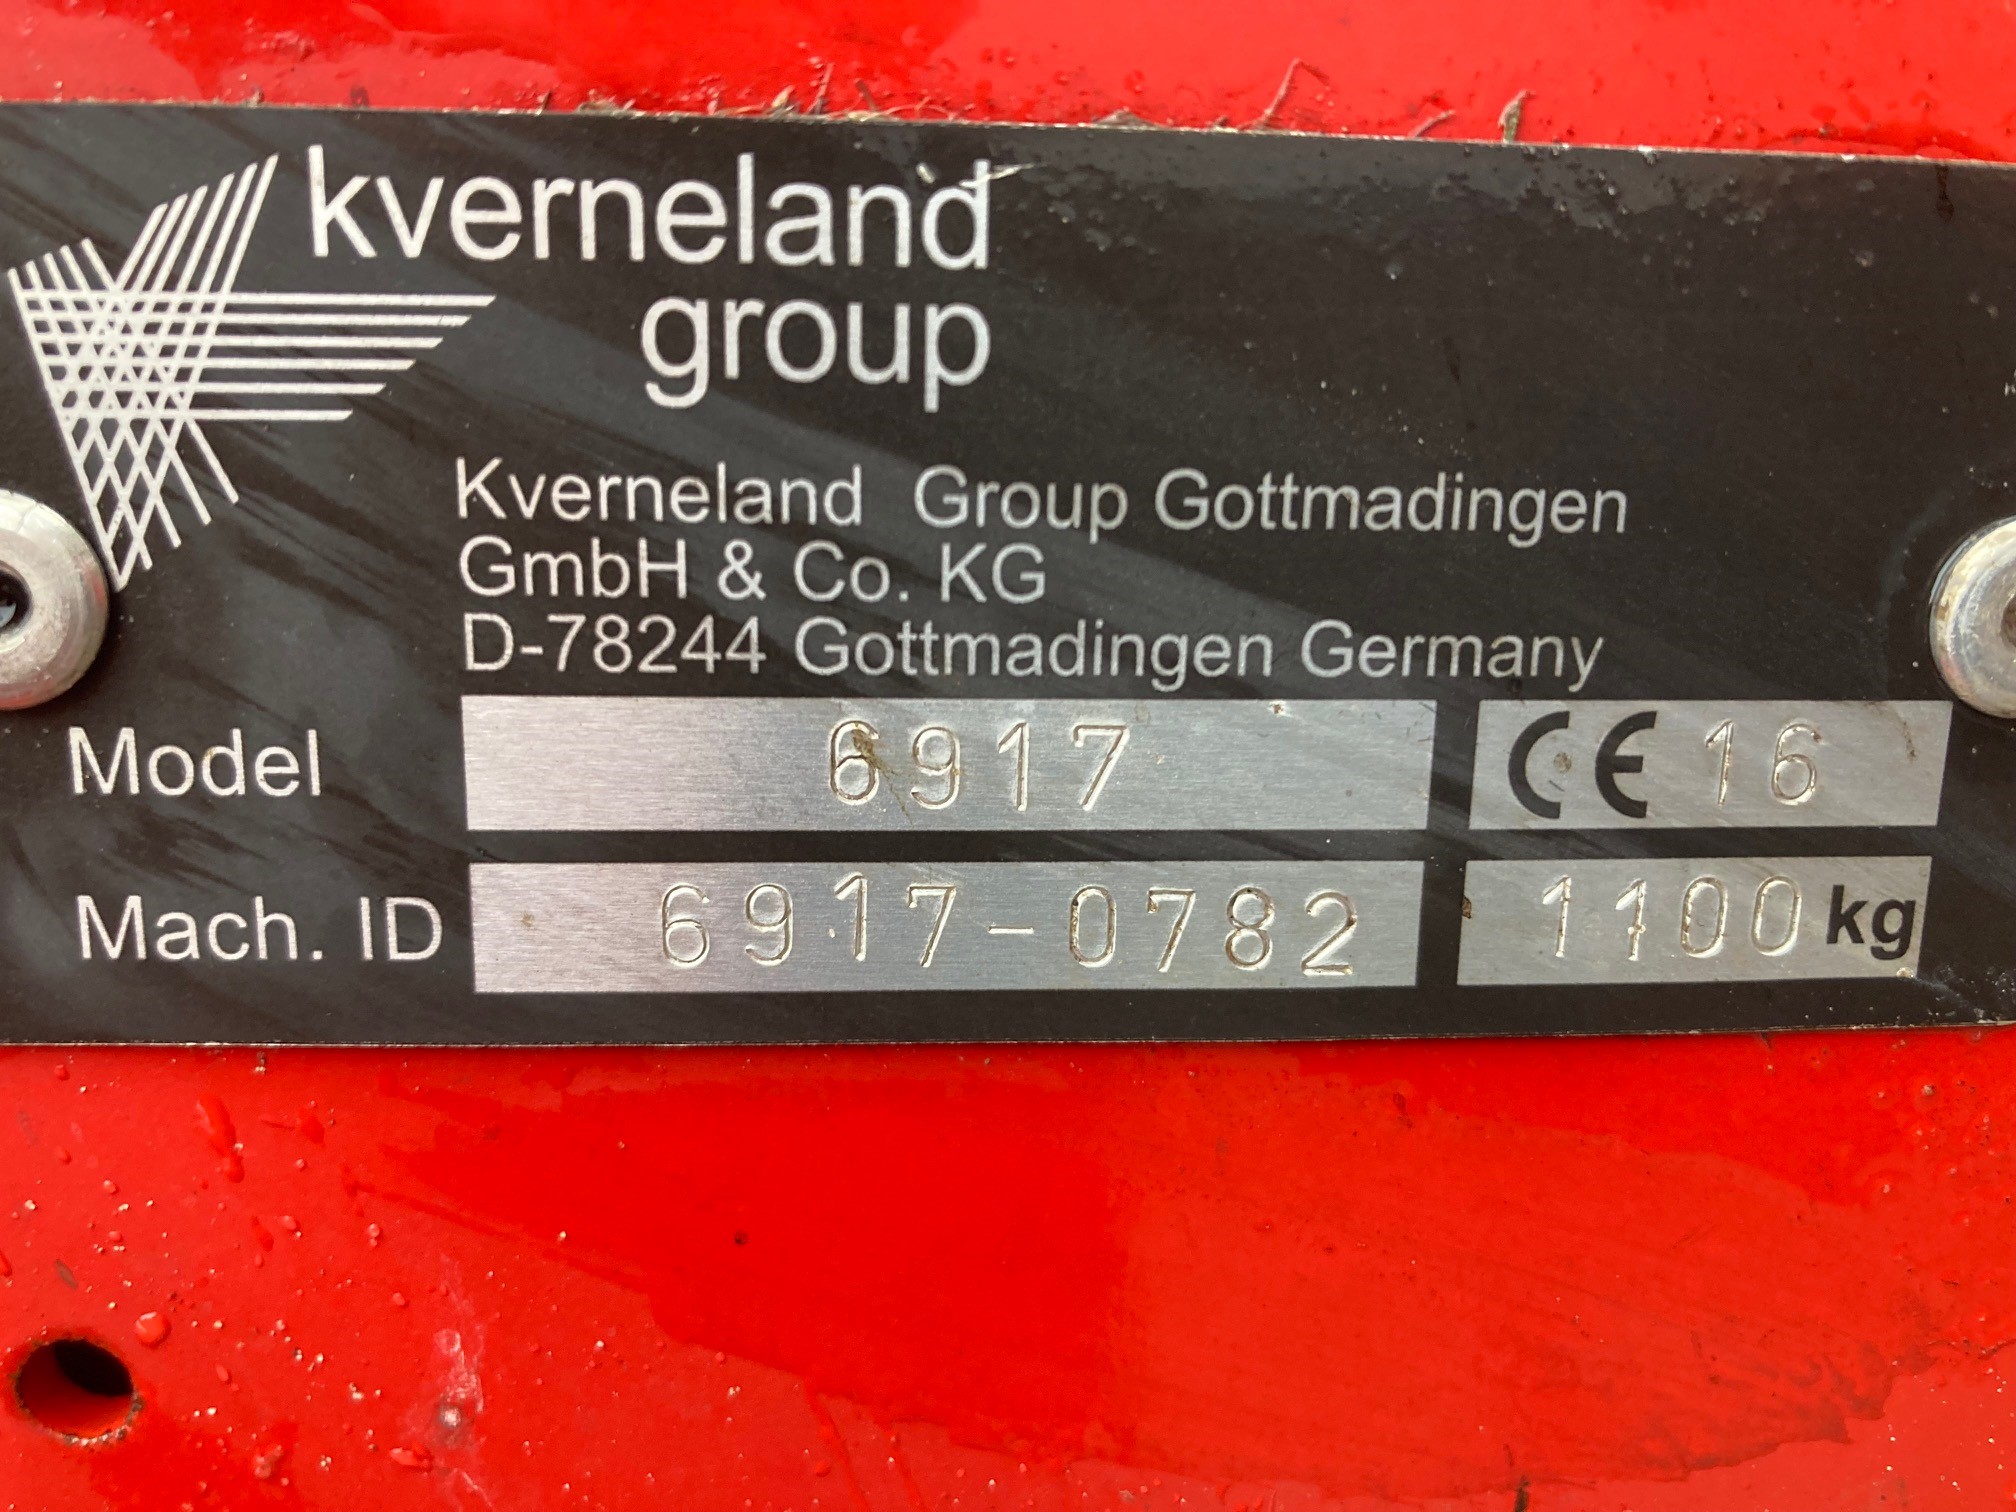 kverneland
group
Kverneland Group Gottmadingen
GmbH & Co. KG
D-78244 Gottmadingen Germany
Model 6917 CE 16
Mach. ID 6917-0782 1100 kg